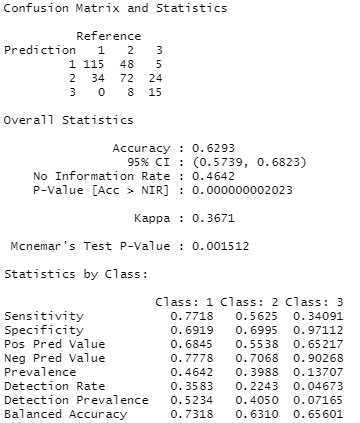 Confusion Matrix and Statistics
Reference
Prediction 1 2 3
1 115 48 5
2 34 72 24
3 0 8 15
Overall Statistics
Accuracy : 0.6293
95% CI : (0.5739, 0.6823)
No Information Rate : 0.4642
P-Value [Acc > NIR] : 0.000000002023
Kappa : 0.3671
Mcnemar's Test P-Value : 0.001512
Statistics by Class:
Class: 1 Class: 2 Class: 3
Sensitivity 0.7718 0.5625 0.34091
Specificity 0.6919 0.6995 0.97112
Pos Pred Value 0.6845 0.5538 0.65217
Neg Pred Value 0.7778 0.7068 0.90268
Prevalence 0.4642 0.3988 0.13707
Detection Rate 0.3583 0.2243 0.04673
Detection Prevalence 0.5234 0.4050 0.07165
Balanced Accuracy 0.7318 0.6310 0.65601